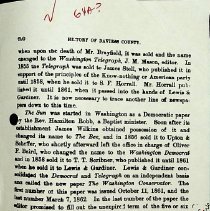 64A?
HISTORY OF DAVIESS COUNTY.
when upon the death of Mr. Brayfield, it was sold and the name
changed to the Washington Telegraph, J. M. Mason, editor. In
1855 the Telegraph was sold to James Stell, who published it in
support of the principles of the Know-nothing or American party
until 1858, when he sold it to B. F. Horrall. Mr. Horrall pub-
lished it until 1861, when it passed into the hands of Lewis &
Gardiner. It is now necessary to trace another line of newspa-
pers down to this time.
The Sun was started in Washington as a Democratic paper
by Rev. Hamilton Robb, a Baptist minister. Soon after its
establishment James Wilkins obtained possession of it and
changed its name to The Bee, and in 1856 sold it to Upton &
Scheffer, who shortly afterward left the office in charge of Oliver
P. Baird, who changed the name to the Washington Democrat
and in 1858 sold it to T. T. Scribner, who published it until 1861
when he sold it to Lewis & Gardiner. Lewis & Gardiner con-
solidated the Democrat and Telegraph on an independent basis
and called the new paper The Washington Conservator. The
first number of this paper was issued October 11, 1861, and the
last number March 7, 1862. In the last number of the paper the
editor promised to fill out the unexpired term of the five or